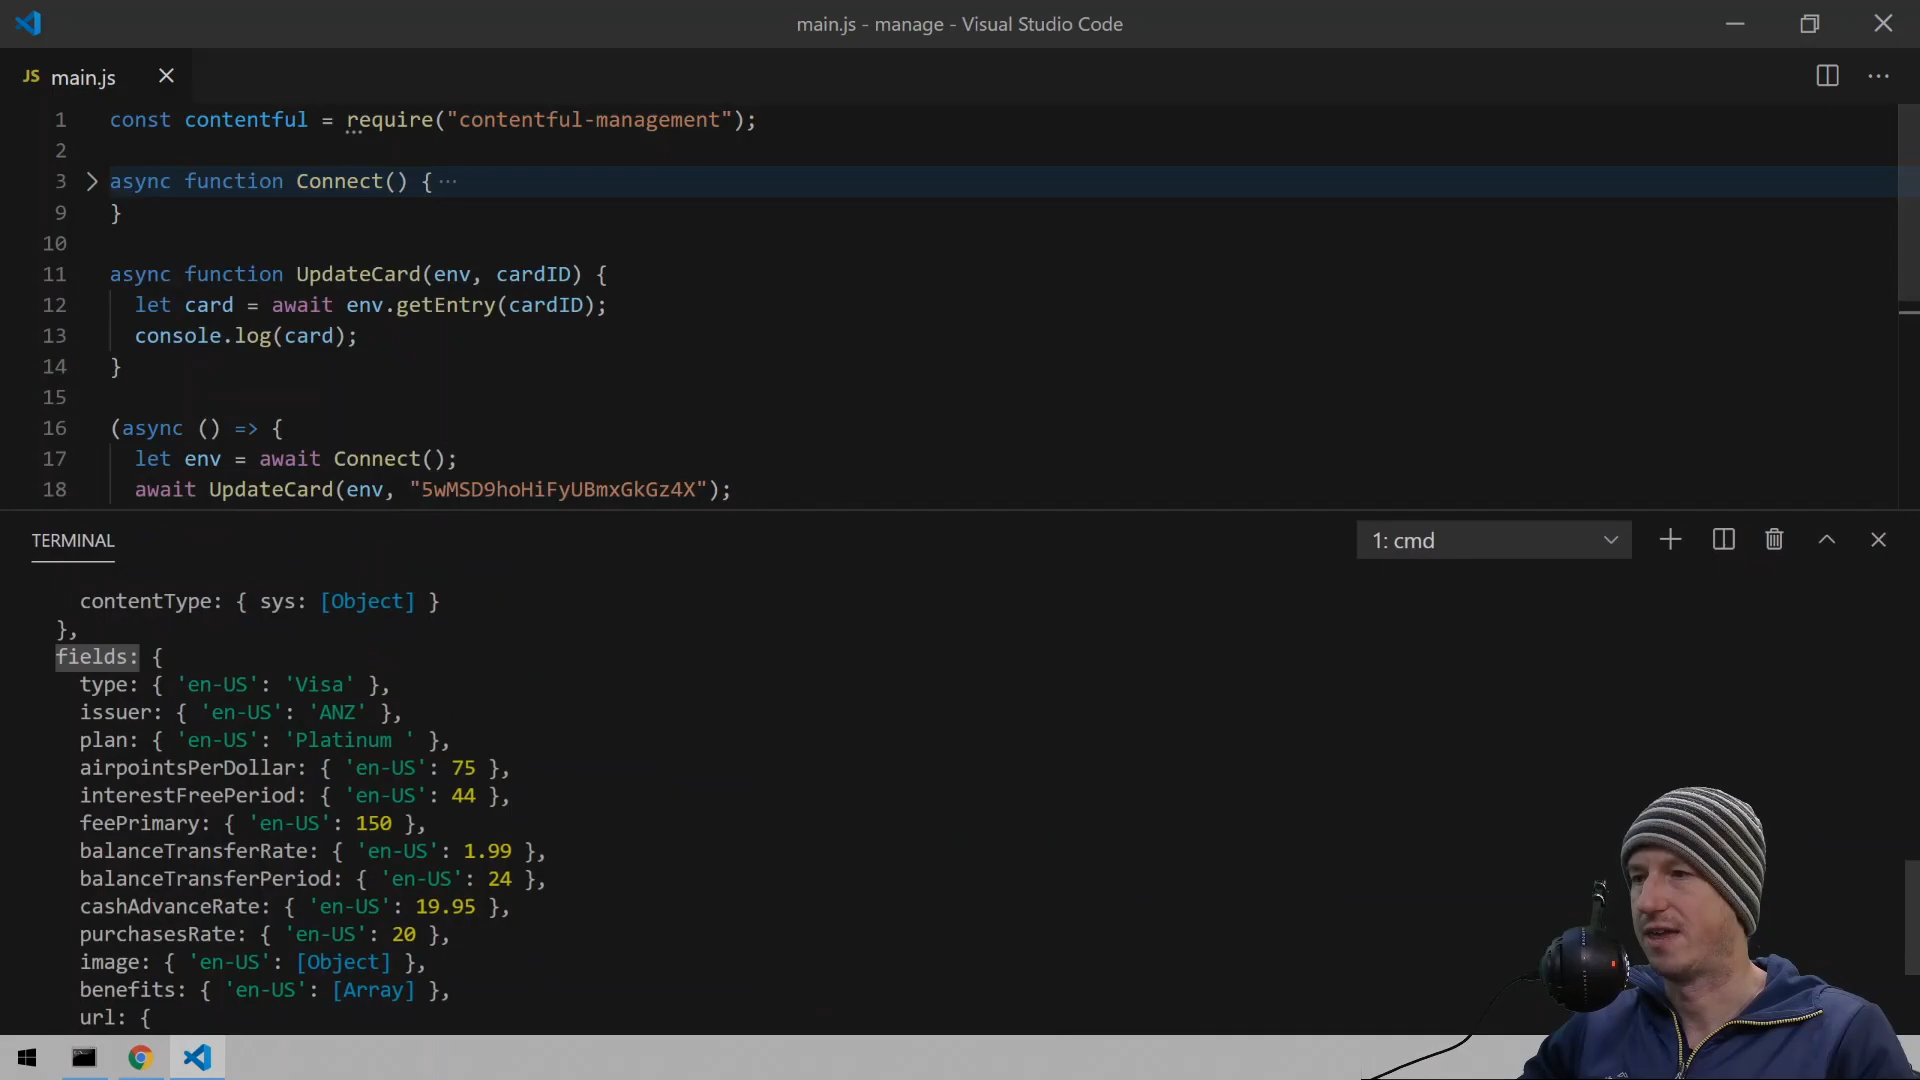 main.js - manage - Visual Studio Code
JS main.js
1 const contentful = require("contentful-management");
2
3 async function Connect() { ···
9 }
10
11 async function UpdateCard(env, cardID) {
12 let card = await env.getEntry(cardID);
13 console.log(card);
14 }
15
16 (async () => {
17 let env = await Connect();
18 await UpdateCard(env, "5wMSD9hoHiFyUBmxGkGz4X");
TERMINAL
1: cmd
contentType: { sys: [Object] }
},
fields: {
type: { 'en-US': 'Visa' },
issuer: { 'en-US': 'ANZ' },
plan: { 'en-US': 'Platinum ' },
airpointsPerDollar: { 'en-US': 75 },
interestFreePeriod: { 'en-US': 44 },
feePrimary: { 'en-US': 150 },
balanceTransferRate: { 'en-US': 1.99 },
balanceTransferPeriod: { 'en-US': 24 },
cashAdvanceRate: { 'en-US': 19.95 },
purchasesRate: { 'en-US': 20 },
image: { 'en-US': [Object] },
benefits: { 'en-US': [Array] },
url: {